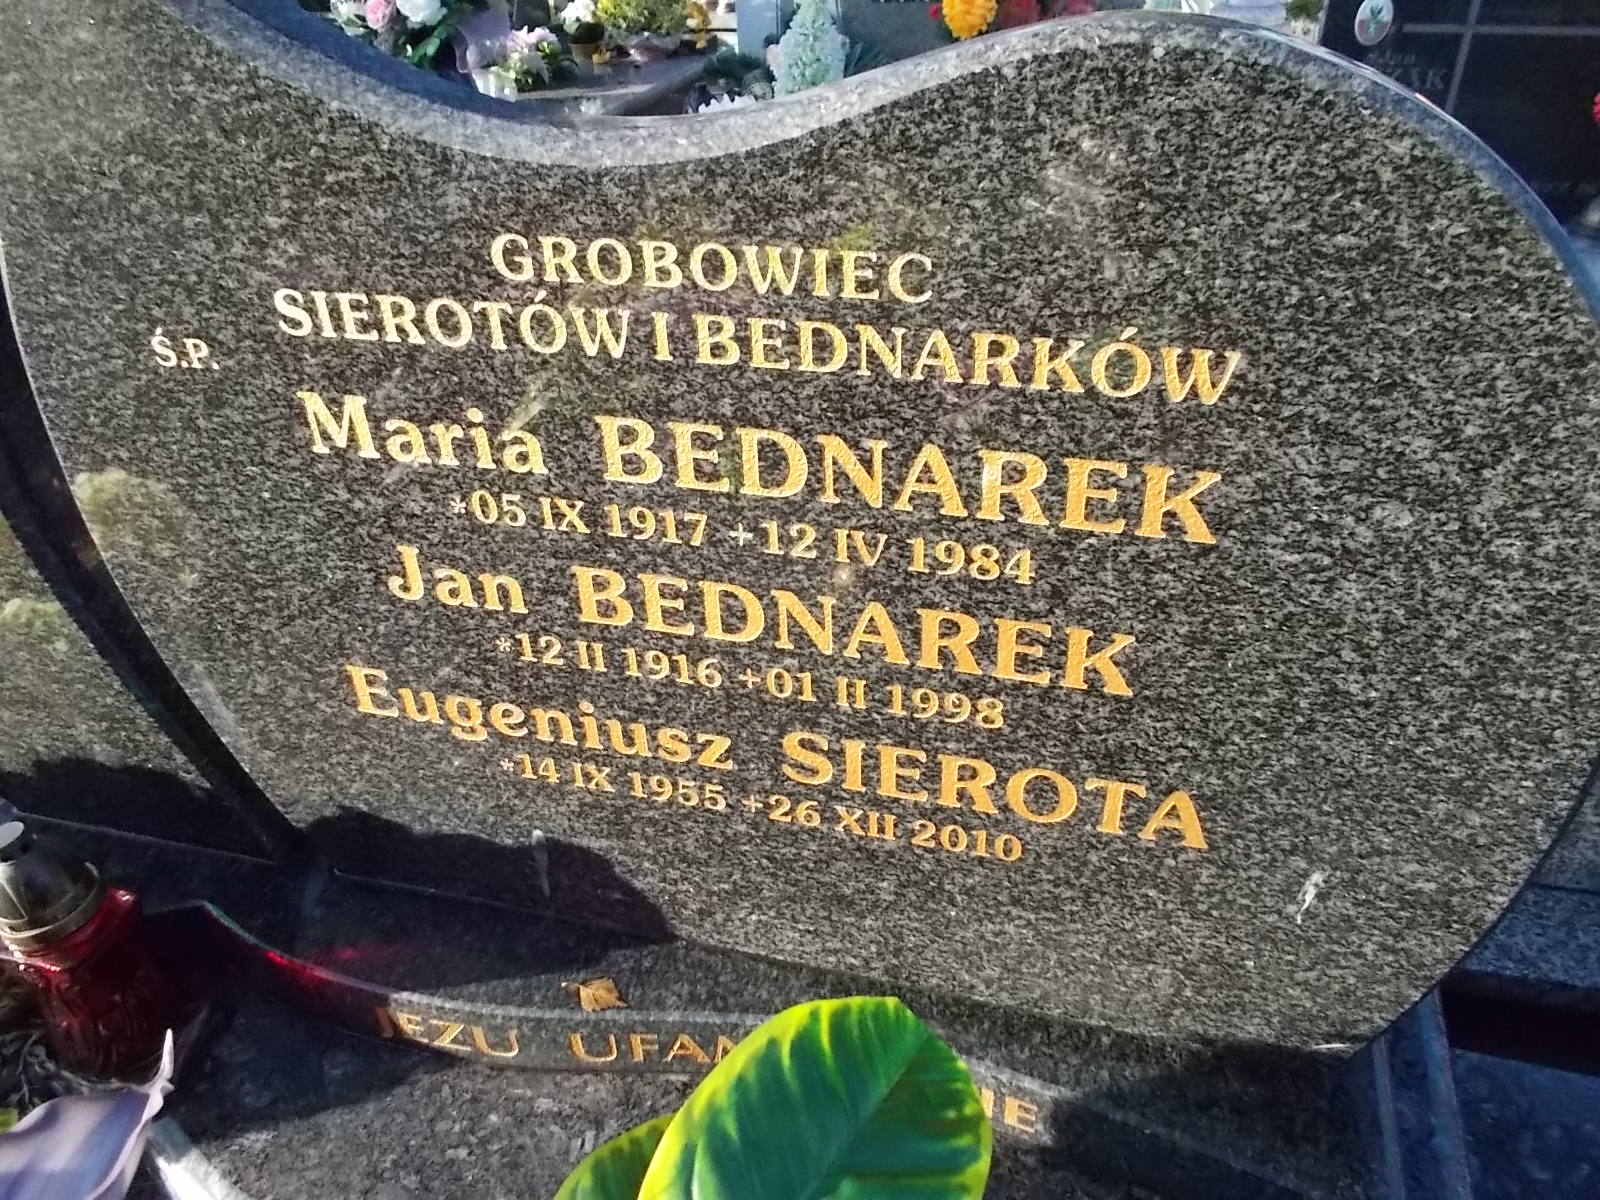 GROBOWIEC
SIEROTÓW I BEDNARKÓW
Ś.P.
Maria BEDNAREK
*05 IX 1917 +12 IV 1984
Jan BEDNAREK
*12 II 1916 +01 II 1998
Eugeniusz SIEROTA
*14 IX 1955 +26 XII 2010
JEZU